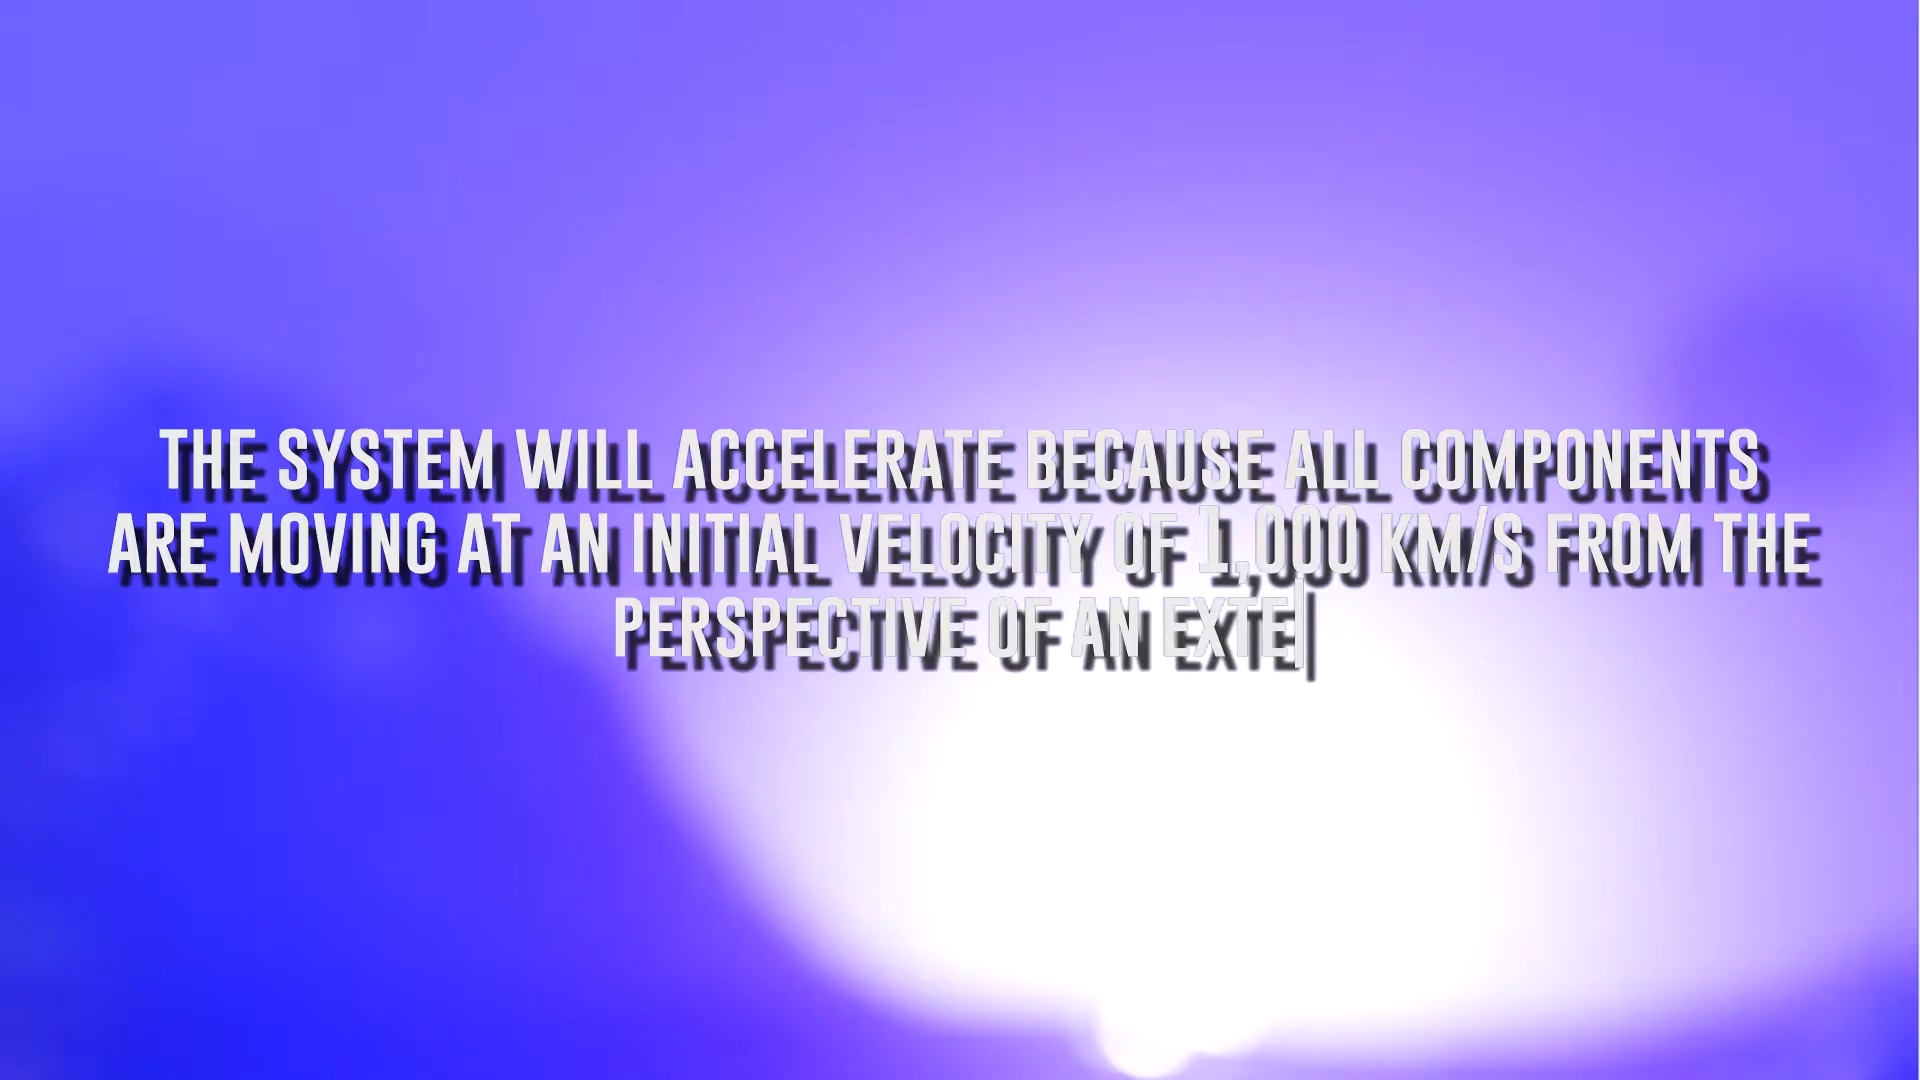 THE SYSTEM WILL ACCELERATE BECAUSE ALL COMPONENTS
ARE MOVING AT AN INITIAL VELOCITY OF 1,000 KM/S FROM THE
PERSPECTIVE OF AN EXTE